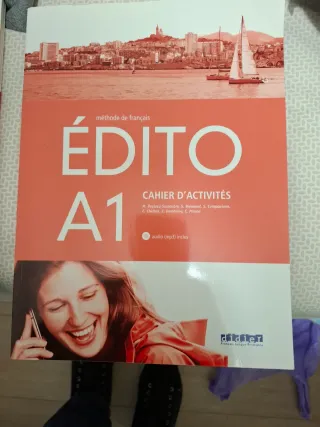 méthode de français
ÉDITO
A1
CAHIER D'ACTIVITÉS
audio (mp3) inclus
didier